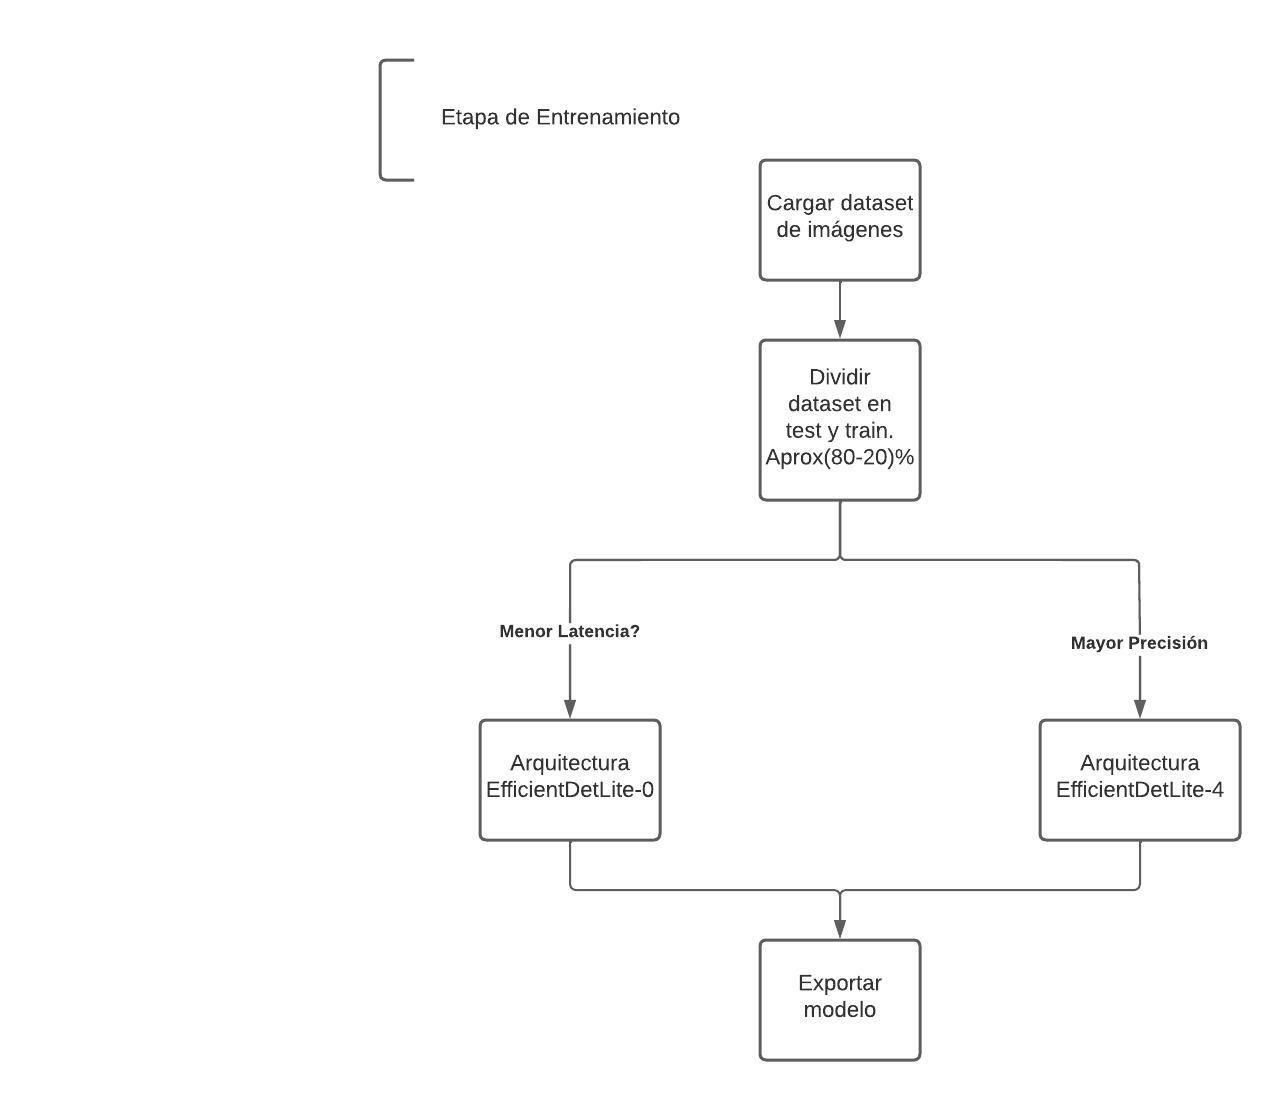 Etapa de Entrenamiento
Cargar dataset
de imágenes
Dividir
dataset en
test y train.
Aprox(80-20)%
Menor Latencia?
Mayor Precisión
Arquitectura
EfficientDetLite-0
Arquitectura
EfficientDetLite-4
Exportar
modelo